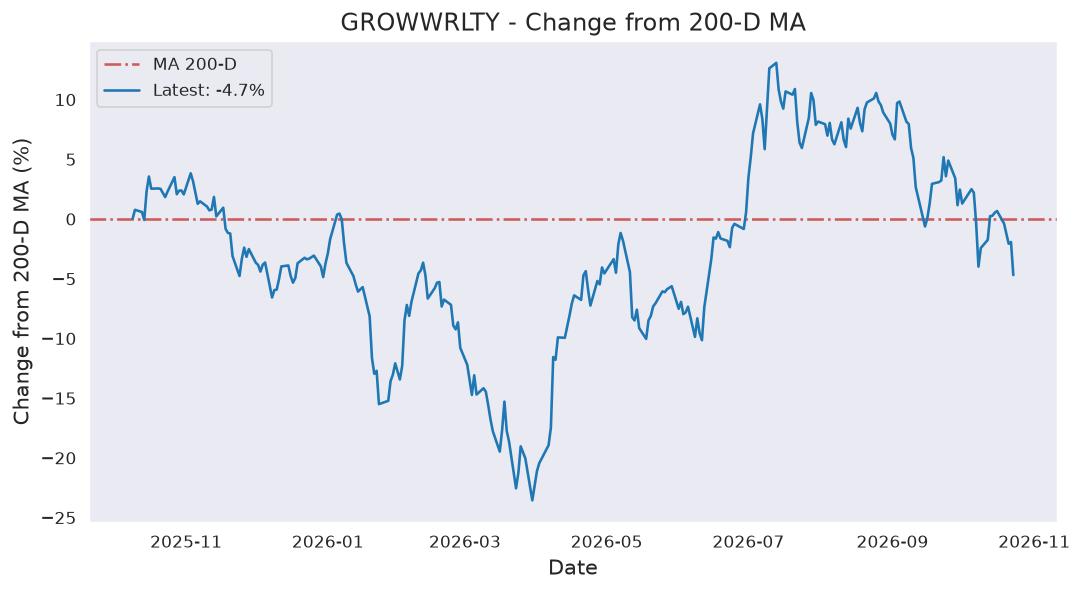 GROWWRLTY - Change from 200-D MA
MA 200-D
Latest: -4.7%
Change from 200-D MA (%)
10
5
0
−5
−10
−15
−20
−25
2025-11 2026-01 2026-03 2026-05 2026-07 2026-09 2026-11
Date